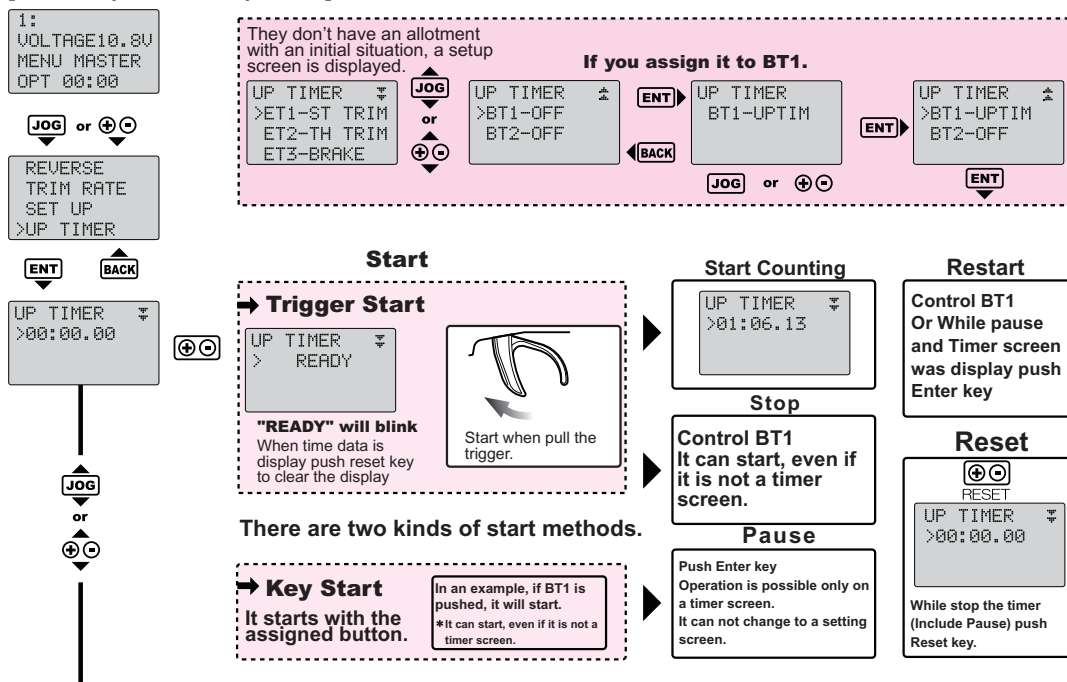 1:
VOLTAGE10.8V
MENU MASTER
OPT 00:00
JOG or
REVERSE
TRIM RATE
SET UP
>UP TIMER
ENT BACK
UP TIMER
>00:00.00
JOG
or
They don't have an allotment
with an initial situation, a setup
screen is displayed.
If you assign it to BT1.
UP TIMER
>ET1-ST TRIM
ET2-TH TRIM
ET3-BRAKE
JOG
or
UP TIMER
>BT1-OFF
BT2-OFF
ENT
BACK
UP TIMER
BT1-UPTIM
JOG or
ENT
UP TIMER
>BT1-UPTIM
BT2-OFF
ENT
Start
Trigger Start
UP TIMER
> READY
"READY" will blink
When time data is
display push reset key
to clear the display
Start when pull the
trigger.
There are two kinds of start methods.
Key Start
It starts with the
assigned button.
In an example, if BT1 is
pushed, it will start.
*It can start, even if it is not a
timer screen.
Start Counting
UP TIMER
>01:06.13
Stop
Control BT1
It can start, even if
it is not a timer
screen.
Pause
Push Enter key
Operation is possible only on
a timer screen.
It can not change to a setting
screen.
Restart
Control BT1
Or While pause
and Timer screen
was display push
Enter key
Reset
RESET
UP TIMER
>00:00.00
While stop the timer
(Include Pause) push
Reset key.